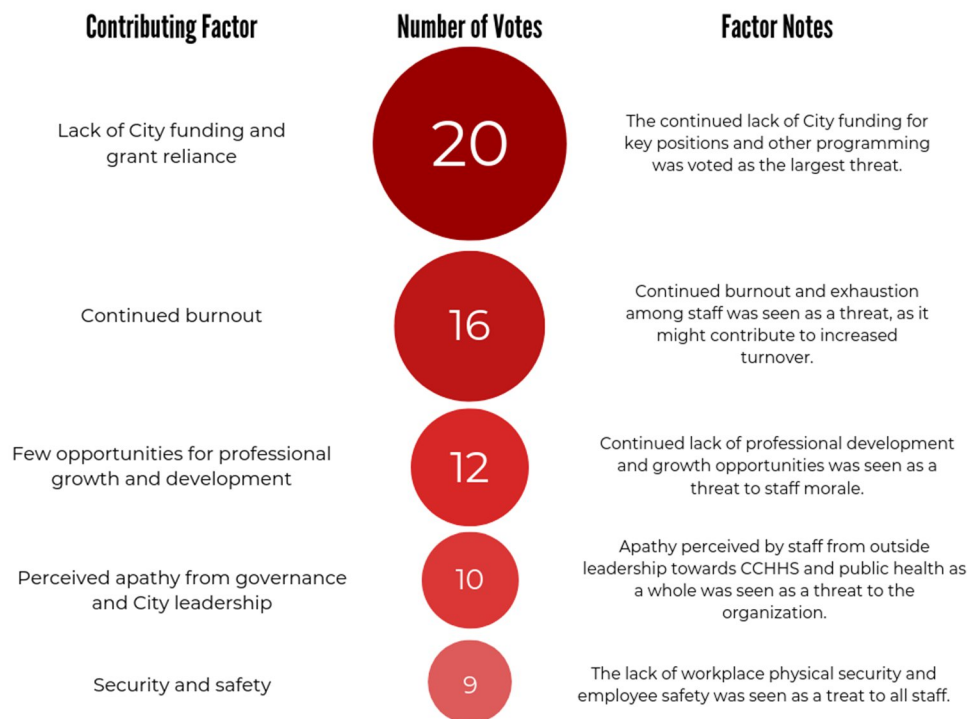 Contributing Factor
Number of Votes
Factor Notes
Lack of City funding and
grant reliance
20
The continued lack of City funding for
key positions and other programming
was voted as the largest threat.
Continued burnout
16
Continued burnout and exhaustion
among staff was seen as a threat, as it
might contribute to increased
turnover.
Few opportunities for professional
growth and development
12
Continued lack of professional development
and growth opportunities was seen as a
threat to staff morale.
Perceived apathy from governance
and City leadership
10
Apathy perceived by staff from outside
leadership towards CCHHS and public health as
a whole was seen as a threat to the
organization.
Security and safety
9
The lack of workplace physical security and
employee safety was seen as a treat to all staff.